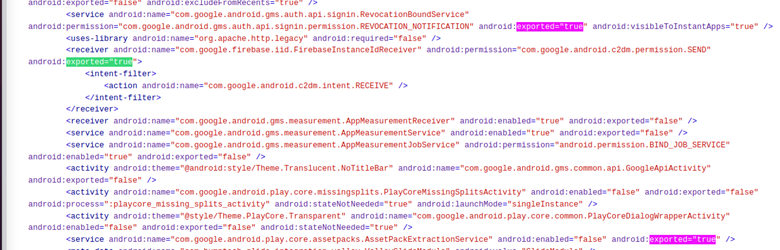 android:exported="false" android:excludeFromRecents="true" />
<service android:name="com.google.android.gms.auth.api.signin.RevocationBoundService"
android:permission="com.google.android.gms.auth.api.signin.permission.REVOCATION_NOTIFICATION" android:exported="true" android:visibleToInstantApps="true" />
<uses-library android:name="org.apache.http.legacy" android:required="false" />
<receiver android:name="com.google.firebase.iid.FirebaseInstanceIdReceiver" android:permission="com.google.android.c2dm.permission.SEND"
android:exported="true">
<intent-filter>
<action android:name="com.google.android.c2dm.intent.RECEIVE" />
</intent-filter>
</receiver>
<receiver android:name="com.google.android.gms.measurement.AppMeasurementReceiver" android:enabled="true" android:exported="false" />
<service android:name="com.google.android.gms.measurement.AppMeasurementService" android:enabled="true" android:exported="false" />
<service android:name="com.google.android.gms.measurement.AppMeasurementJobService" android:permission="android.permission.BIND_JOB_SERVICE"
android:enabled="true" android:exported="false" />
<activity android:theme="@android:style/Theme.Translucent.NoTitleBar" android:name="com.google.android.gms.common.api.GoogleApiActivity"
android:exported="false" />
<activity android:name="com.google.android.play.core.missingsplits.PlayCoreMissingSplitsActivity" android:enabled="false" android:exported="false"
android:process=":playcore_missing_splits_activity" android:stateNotNeeded="true" android:launchMode="singleInstance" />
<activity android:theme="@style/Theme.PlayCore.Transparent" android:name="com.google.android.play.core.common.PlayCoreDialogWrapperActivity"
android:enabled="false" android:exported="false" android:stateNotNeeded="true" />
<service android:name="com.google.android.play.core.assetpacks.AssetPackExtractionService" android:enabled="false" android:exported="true" />